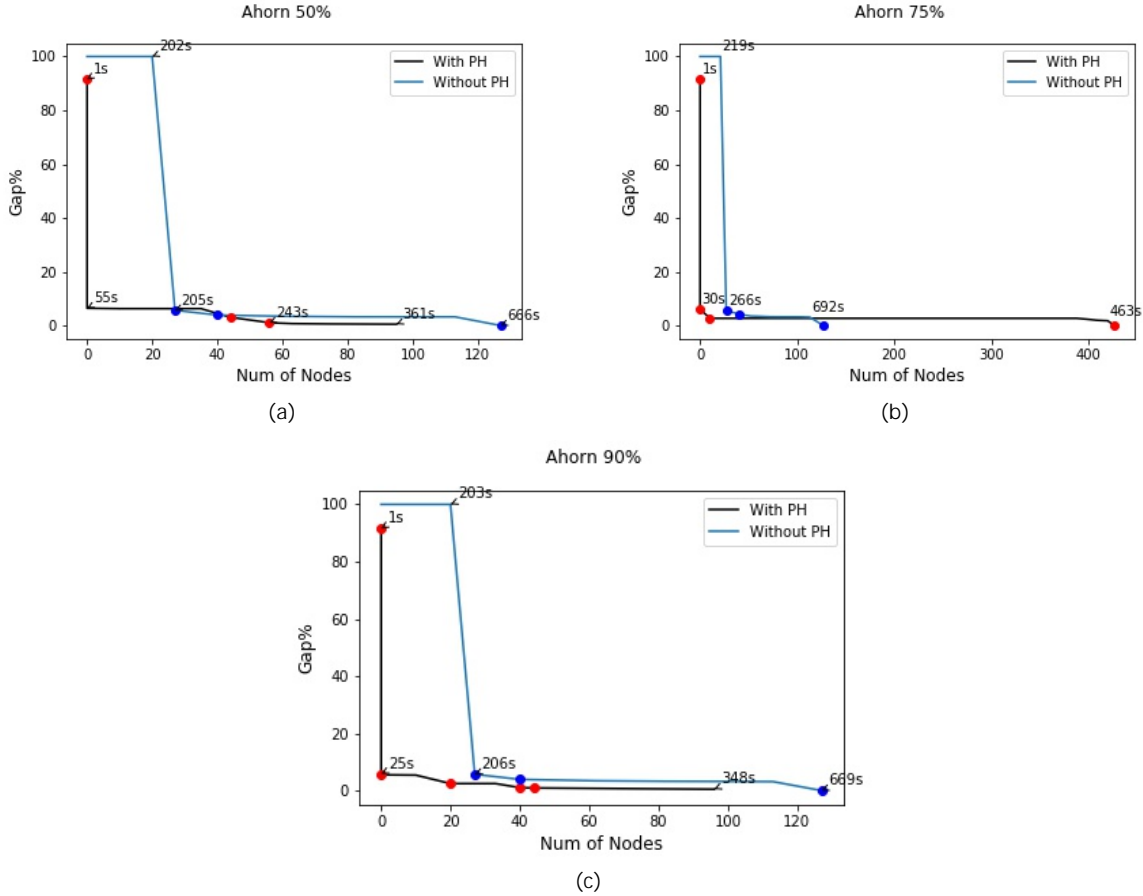 Ahorn 50%
202s
1s
With PH
Without PH
100
80
60
40
20
0
Gap%
55s
205s
243s
361s
666s
0 20 40 60 80 100 120
Num of Nodes
(a)
Ahorn 75%
219s
1s
With PH
Without PH
100
80
60
40
20
0
Gap%
30s
266s
692s
463s
0 100 200 300 400
Num of Nodes
(b)
Ahorn 90%
203s
1s
With PH
Without PH
100
80
60
40
20
0
Gap%
25s
206s
348s
669s
0 20 40 60 80 100 120
Num of Nodes
(c)